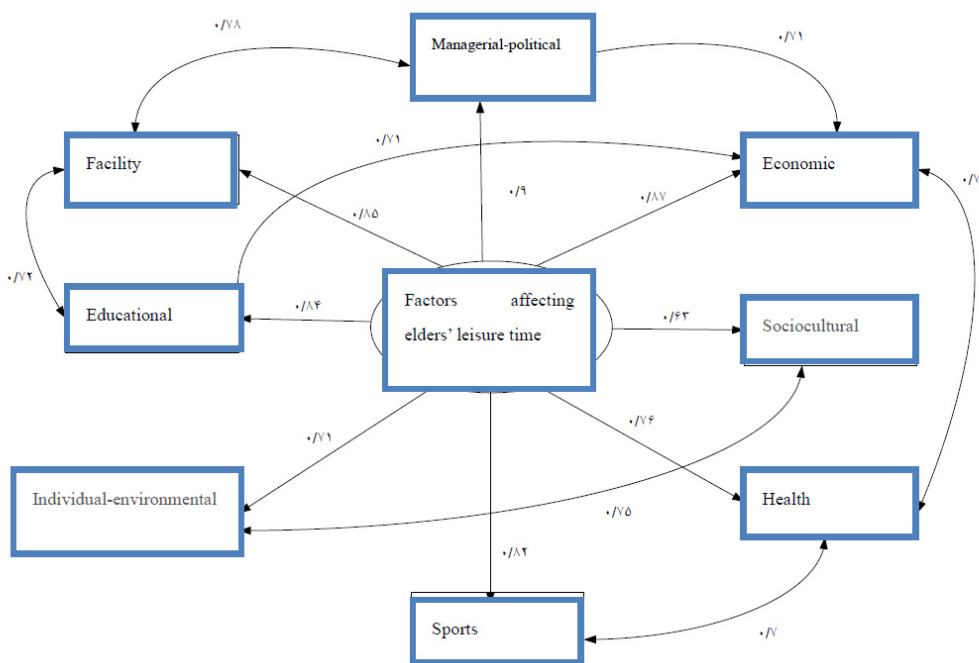 ۰/۷۸
Managerial-political
۰/۷۱
Facility
۰/۷۱
Economic
۰/۸۵
۰/۹
۰/۸۷
۰/۷
۰/۷۲
Educational
۰/۸۴
Factors affecting
elders' leisure time
۰/۶۳
Sociocultural
۰/۷۱
۰/۷۶
Individual-environmental
۰/۷۵
Health
۰/۸۲
Sports
۰/۷